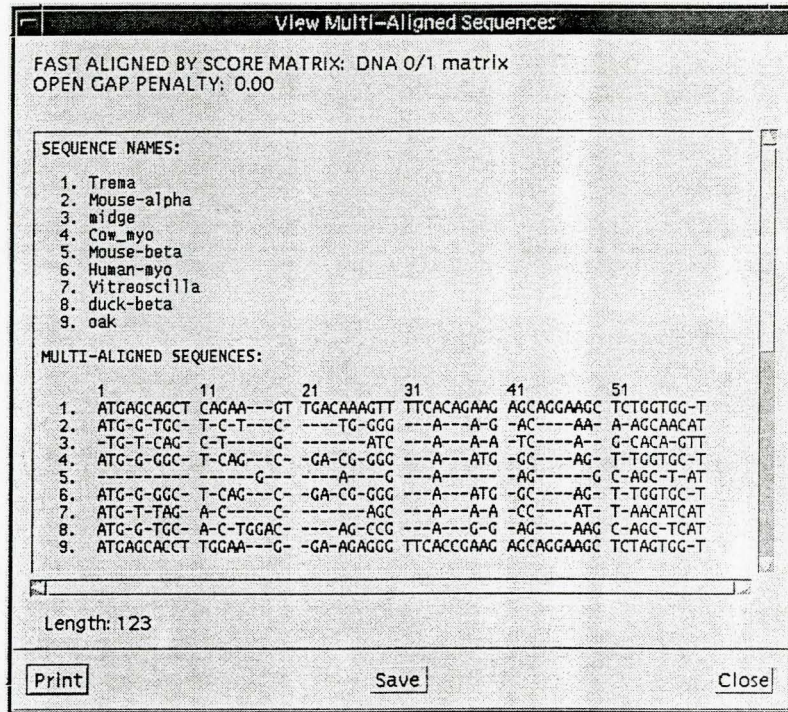 View Multi-Aligned Sequences
FAST ALIGNED BY SCORE MATRIX: DNA 0/1 matrix
OPEN GAP PENALTY: 0.00
SEQUENCE NAMES:
1. Trema
2. Mouse-alpha
3. midge
4. Cow_myo
5. Mouse-beta
6. Human-myo
7. Vitreoscilla
8. duck-beta
9. oak
MULTI-ALIGNED SEQUENCES:
1 11 21 31 41 51
1. ATGAGCAGCT CAGAA---GT TGACAAAGTT TTCACAGAAG AGCAGGAAGC TCTGGTGG-T
2. ATG-G-TGC- T-C-T---C- -----TG-GGG ---A---A-G -AC----AA- A-AGCAACAT
3. -TG-T-CAG- C-T-----G- -------ATC ---A---A-A -TC----A-- G-CACA-GTT
4. ATG-G-GGC- T-CAG---C- -GA-CG-GGG ---A---ATG -GC----AG- T-TGGTGC-T
5. ---------- ------G--- ----A----G ---A------ -AG------G C-AGC-T-AT
6. ATG-G-GGC- T-CAG---C- -GA-CG-GGG ---A---ATG -GC----AG- T-TGGTGC-T
7. ATG-T-TAG- A-C-----C- -------AGC ---A---A-A -CC----AT- T-AACATCAT
8. ATG-G-TGC- A-C-TGGAC- ----AG-CCG ---A---G-G -AG----AAG C-AGC-TCAT
9. ATGAGCACCT TGGAA---G- -GA-AGAGGG TTCACCGAAG AGCAGGAAGC TCTAGTGG-T
Length: 123
Print Save Close